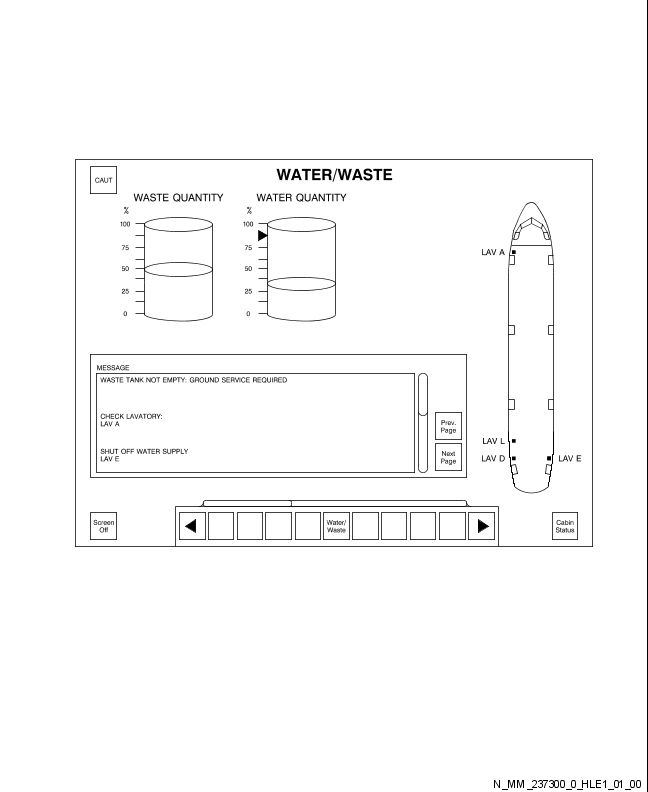 WATER/WASTE
CAUT
WASTE QUANTITY
WATER QUANTITY
%
100
75
50
25
0
%
100
75
50
25
0
LAV A
LAV L
LAV D
LAV E
MESSAGE
WASTE TANK NOT EMPTY: GROUND SERVICE REQUIRED
CHECK LAVATORY:
LAV A
SHUT OFF WATER SUPPLY
LAV E
Prev.
Page
Next
Page
Screen
Off
Water/
Waste
Cabin
Status
N_MM_237300_0_HLE1_01_00